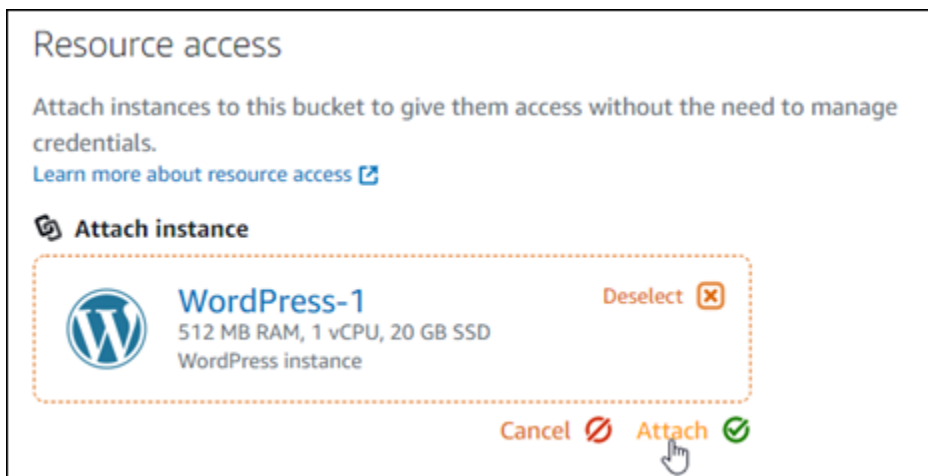 Resource access
Attach instances to this bucket to give them access without the need to manage
credentials.
Learn more about resource access
Attach instance
WordPress-1
Deselect
512 MB RAM, 1 vCPU, 20 GB SSD
WordPress instance
Cancel Attach